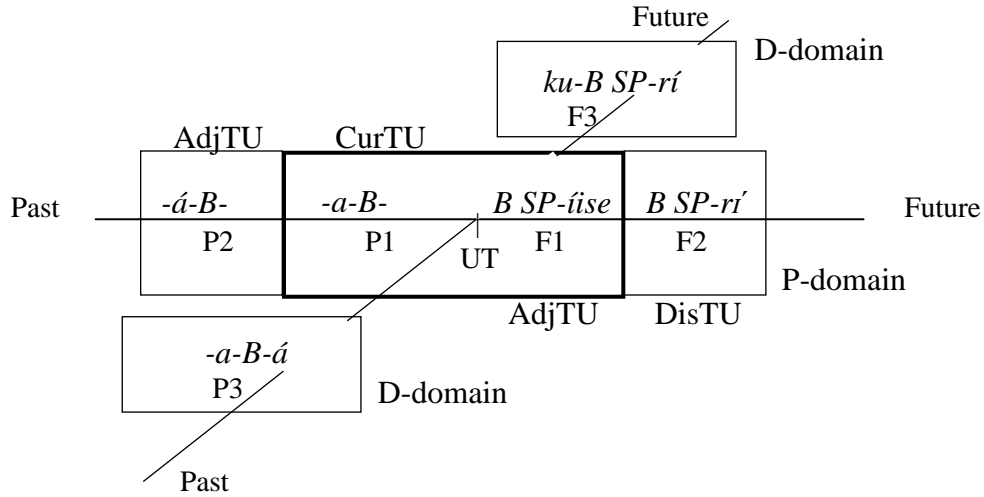 Future
D-domain
ku-B SP-rí
F3
AdjTU CurTU
Past -á-B- -a-B- B SP-íise B SP-rı´ Future
P2 P1 UT F1 F2
P-domain
AdjTU DisTU
-a-B-á
P3 D-domain
Past